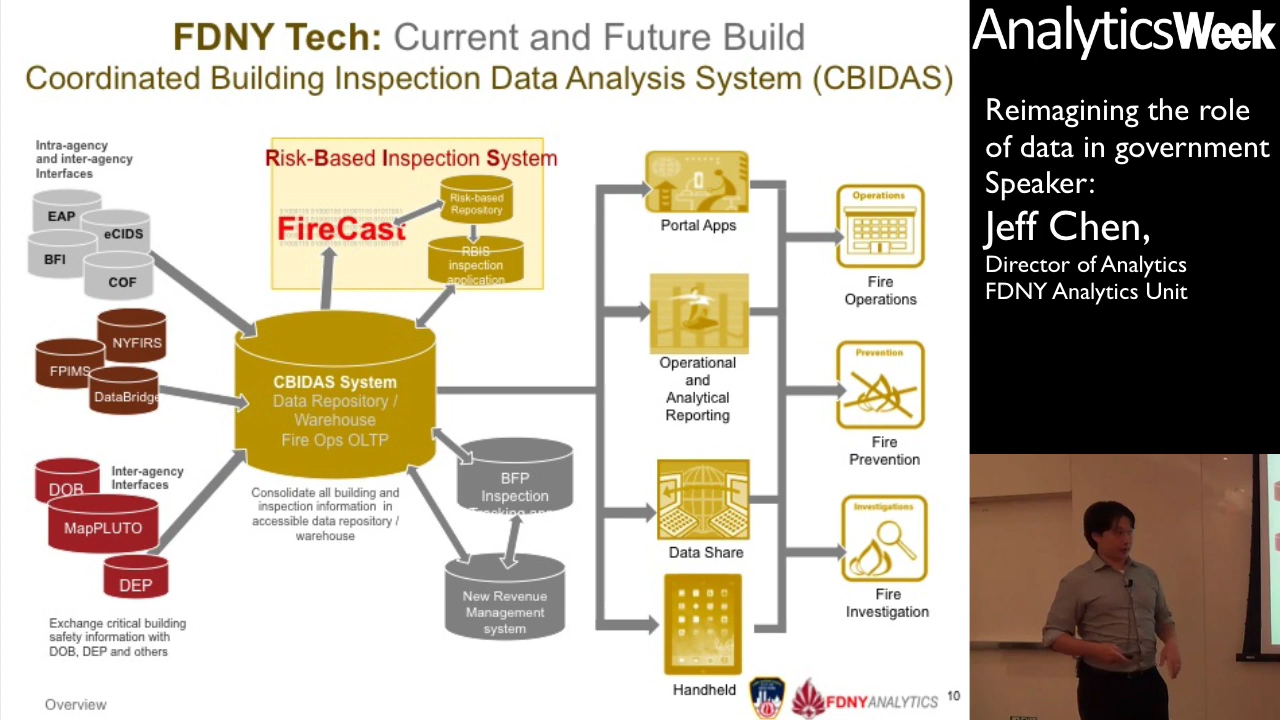 FDNY Tech: Current and Future Build
Coordinated Building Inspection Data Analysis System (CBIDAS)
Intra-agency
and inter-agency
Interfaces
EAP
eCIDS
BFI
COF
NYFIRS
FPIMS
DataBridge
DOB
Inter-agency
Interfaces
MapPLUTO
DEP
Exchange critical building
safety information with
DOB, DEP and others
Risk-Based Inspection System
Risk-based
Repository
FireCast
RBIS
inspection
application
CBIDAS System
Data Repository /
Warehouse
Fire Ops OLTP
Consolidate all building and
inspection information in
accessible data repository /
warehouse
BFP
Inspection
Tracking app
New Revenue
Management
system
Portal Apps
Operational
and
Analytical
Reporting
Data Share
Handheld
Operations
Fire
Operations
Prevention
Fire
Prevention
Investigations
Fire
Investigation
Overview
FDNYANALYTICS
10
AnalyticsWeek
Reimagining the role
of data in government
Speaker:
Jeff Chen,
Director of Analytics
FDNY Analytics Unit